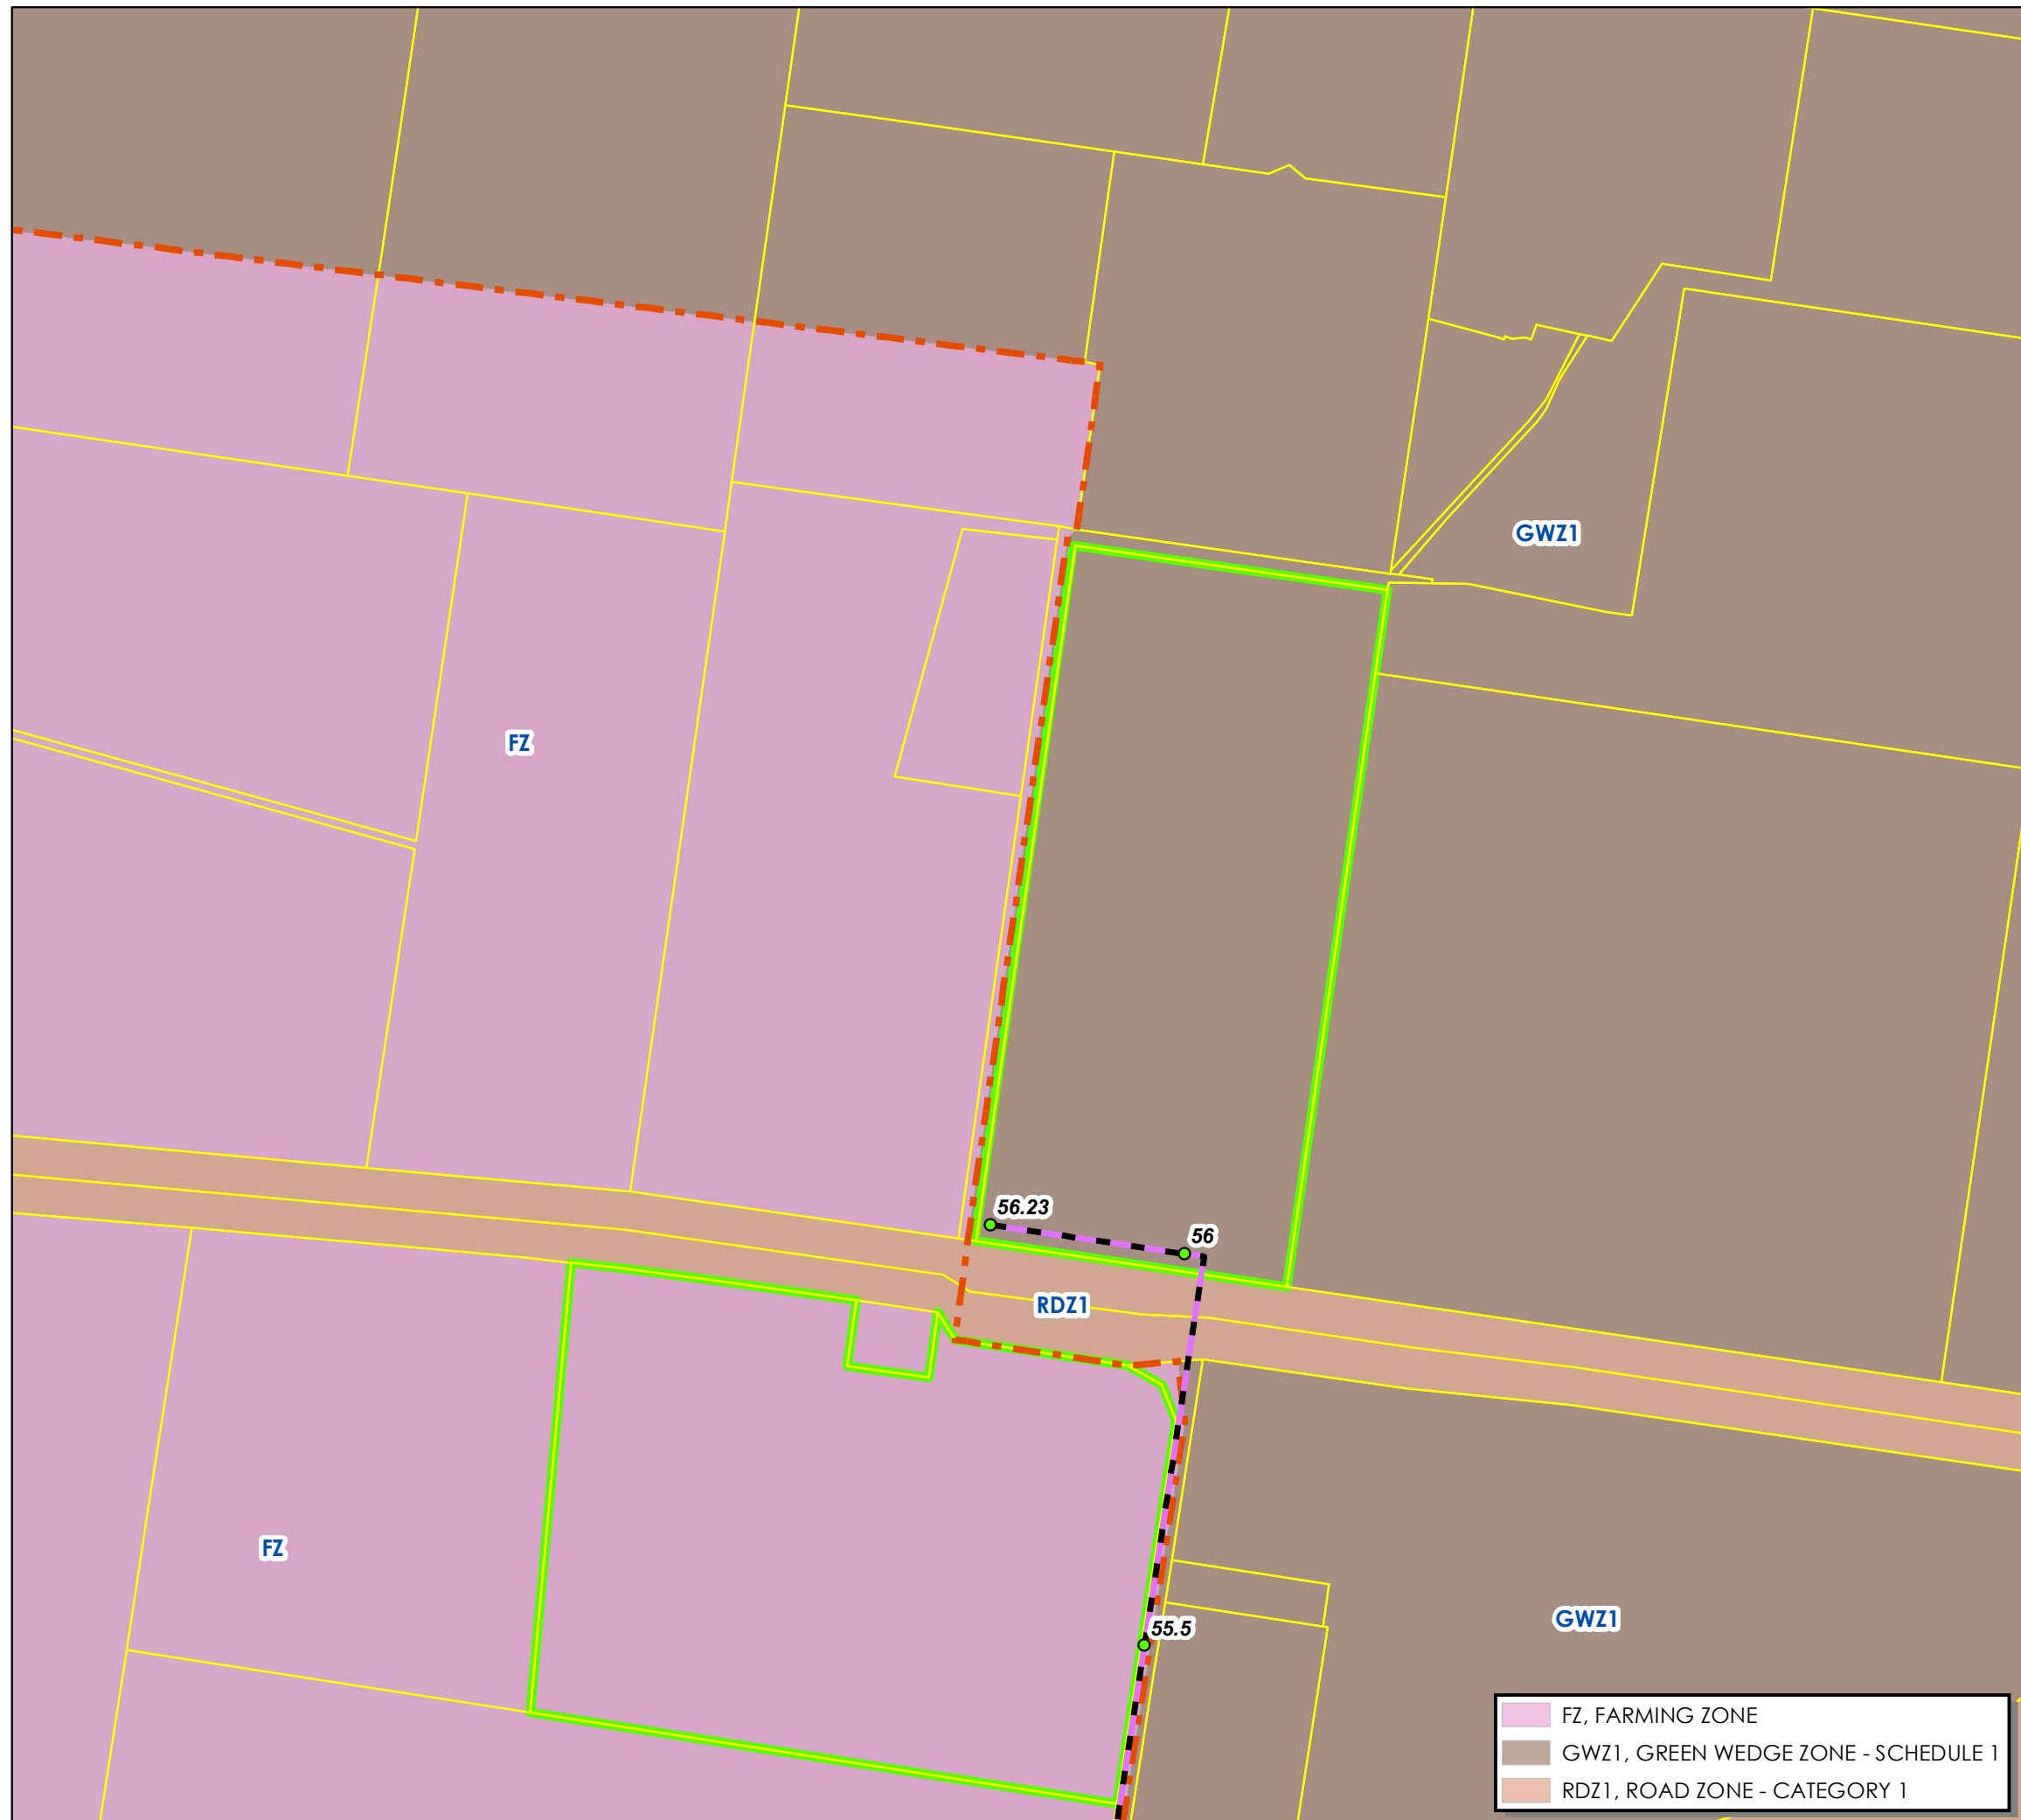 GWZ1
FZ
56.23
56
RDZ1
FZ
GWZ1
55.5
FZ, FARMING ZONE
GWZ1, GREEN WEDGE ZONE - SCHEDULE 1
RDZ1, ROAD ZONE - CATEGORY 1